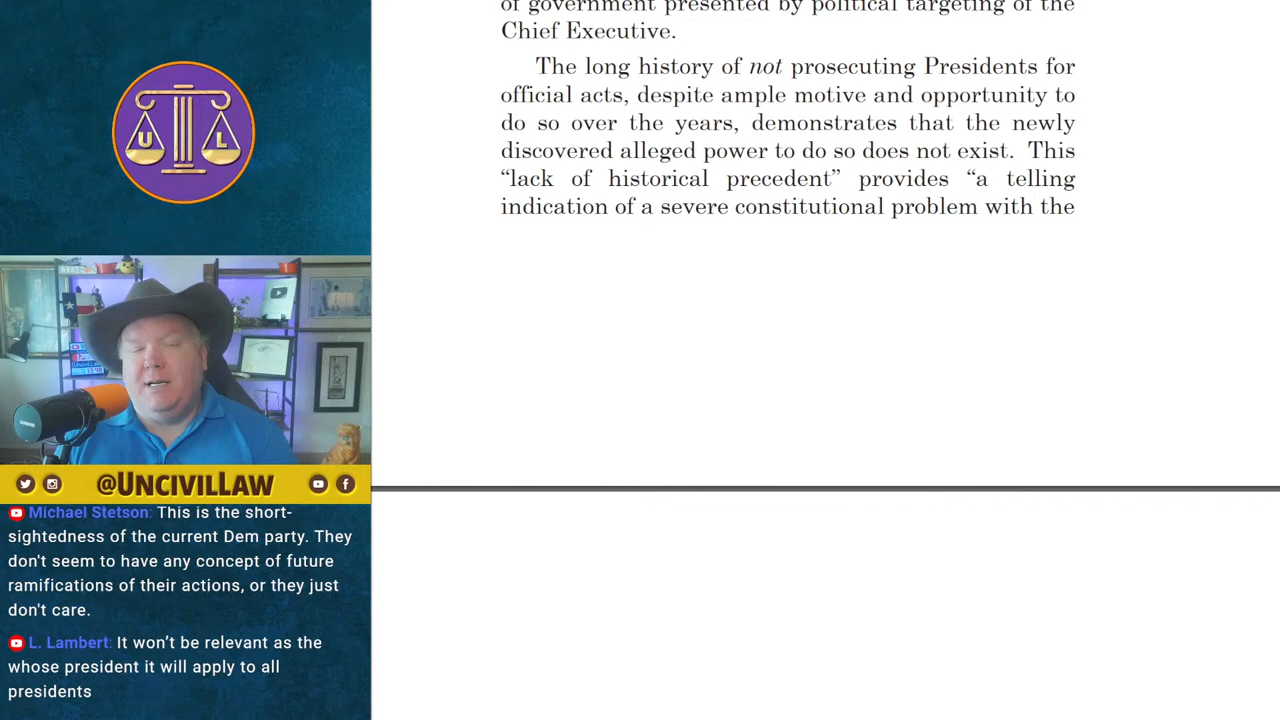 of government presented by political targeting of the
Chief Executive.
The long history of not prosecuting Presidents for
official acts, despite ample motive and opportunity to
do so over the years, demonstrates that the newly
discovered alleged power to do so does not exist. This
“lack of historical precedent” provides “a telling
indication of a severe constitutional problem with the
U L
@UNCIVILLAW
Michael Stetson: This is the short-
sightedness of the current Dem party. They
don't seem to have any concept of future
ramifications of their actions, or they just
don't care.
L. Lambert: It won’t be relevant as the
whose president it will apply to all
presidents